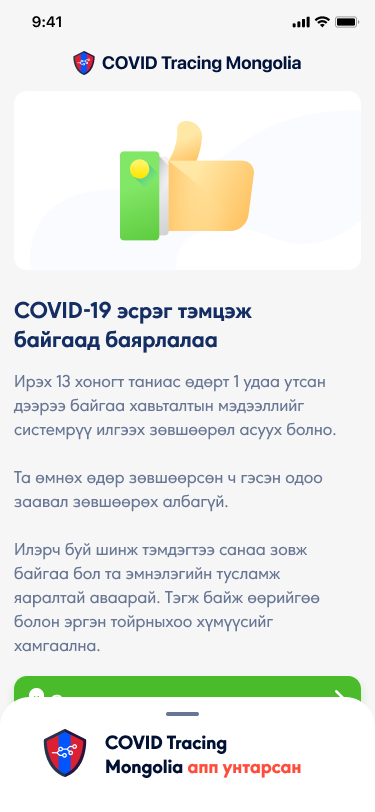 9:41
COVID Tracing Mongolia
COVID-19 эсрэг тэмцэж
байгаад баярлалаа
Ирэх 13 хоногт таниас өдөрт 1 удаа утсан
дээрээ байгаа хавьталтын мэдээллийг
системрүү илгээх зөвшөөрөл асуух болно.
Та өмнөх өдөр зөвшөөрсөн ч гэсэн одоо
заавал зөвшөөрөх албагүй.
Илэрч буй шинж тэмдэгтээ санаа зовж
байгаа бол та эмнэлэгийн тусламж
яаралтай аваарай. Тэгж байж өөрийгөө
болон эргэн тойрныхоо хүмүүсийг
хамгаална.
COVID Tracing
Mongolia апп унтарсан